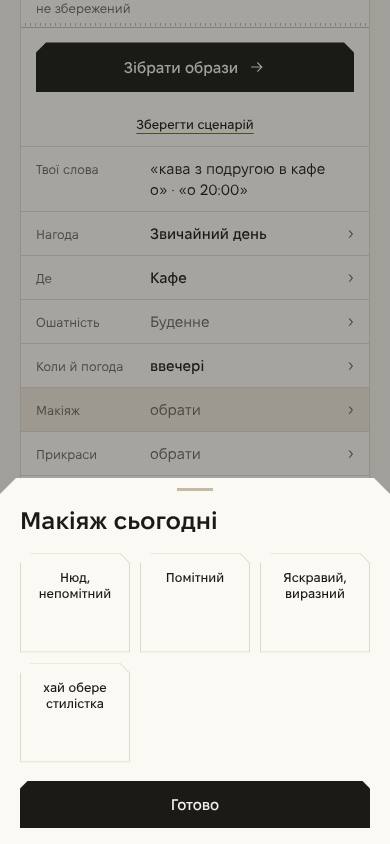 не збережений
Зібрати образи →
Зберегти сценарій
Твої слова
«кава з подругою в кафе
о» · «о 20:00»
Нагода
Звичайний день
Де
Кафе
Ошатність
Буденне
Коли й погода
ввечері
Макіяж
обрати
Прикраси
обрати
Макіяж сьогодні
Нюд,
непомітний
Помітний
Яскравий,
виразний
хай обере
стилістка
Готово